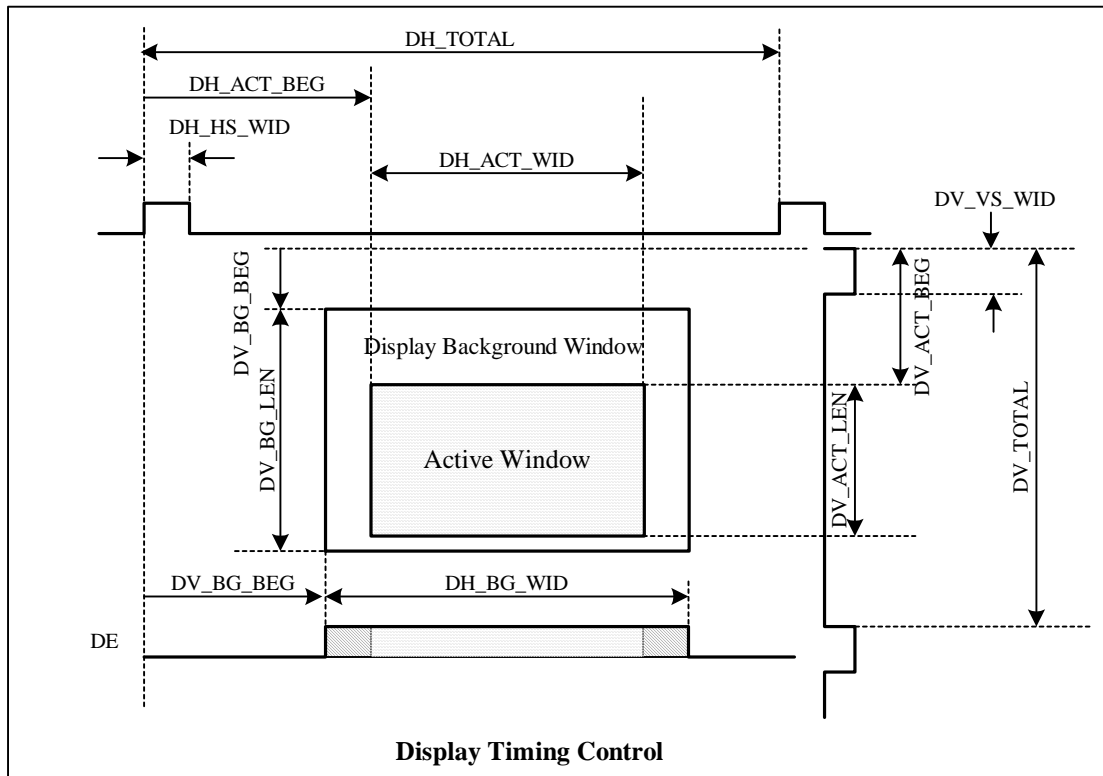 DH_TOTAL
DH_ACT_BEG
DH_HS_WID
DH_ACT_WID
DV_VS_WID
DV_BG_BEG
DV_ACT_BEG
Display Background Window
DV_BG_LEN
Active Window
DV_ACT_LEN
DV_TOTAL
DV_BG_BEG
DH_BG_WID
DE
Display Timing Control